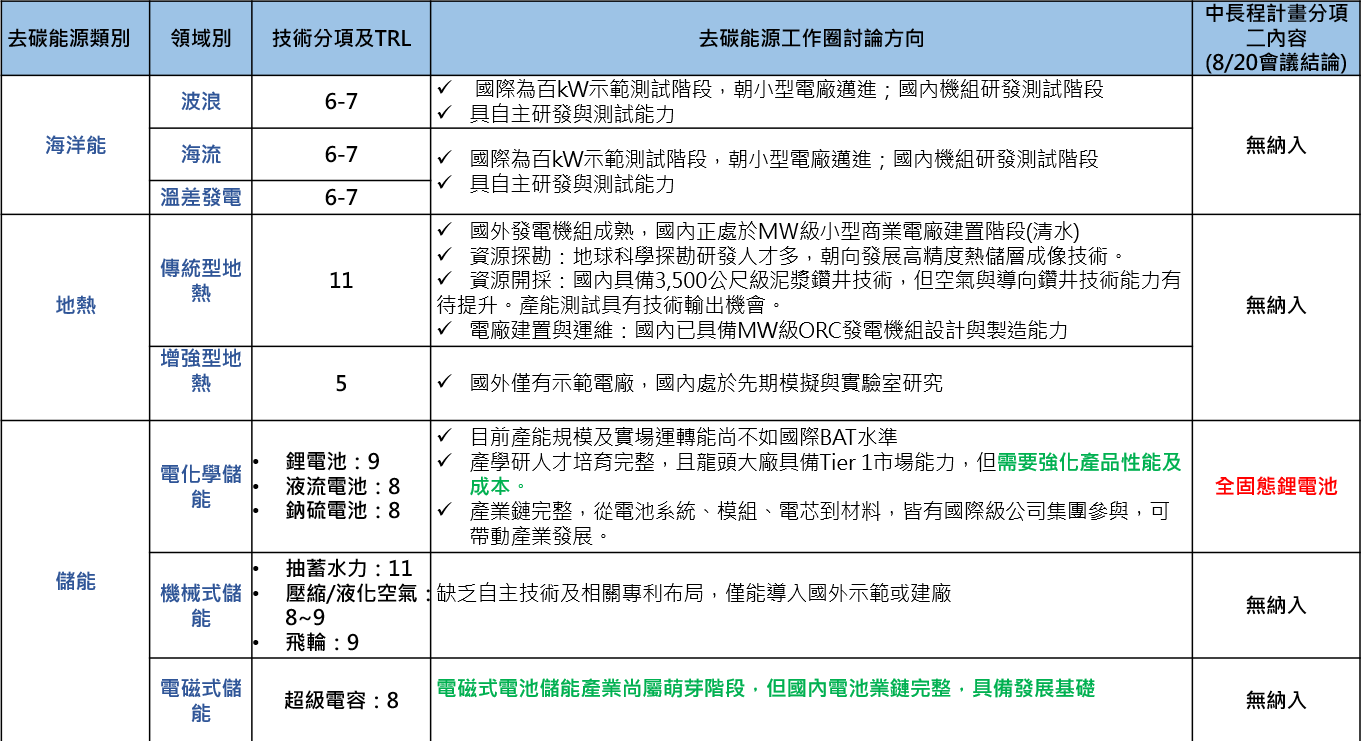 去碳能源類別
領域別
技術分項及TRL
去碳能源工作圈討論方向
中長程計畫分項
二內容
(8/20會議結論)
海洋能
波浪
6-7
✓ 國際為百kW示範測試階段，朝小型電廠邁進；國內機組研發測試階段
✓ 具自主研發與測試能力
無納入
海流
6-7
✓ 國際為百kW示範測試階段，朝小型電廠邁進；國內機組研發測試階段
✓ 具自主研發與測試能力
溫差發電
6-7
地熱
傳統型地
熱
11
✓ 國外發電機組成熟，國內正處於MW級小型商業電廠建置階段(清水)
✓ 資源探勘：地球科學探勘研發人才多，朝向發展高精度熱儲層成像技術。
✓ 資源開採：國內具備3,500公尺級泥漿鑽井技術，但空氣與導向鑽井技術能力有
待提升。產能測試具有技術輸出機會。
✓ 電廠建置與運維：國內已具備MW級ORC發電機組設計與製造能力
無納入
增強型地
熱
5
✓ 國外僅有示範電廠，國內處於先期模擬與實驗室研究
儲能
電化學儲
能
• 鋰電池：9
• 液流電池：8
• 鈉硫電池：8
✓ 目前產能規模及實場運轉能尚不如國際BAT水準
✓ 產學研人才培育完整，且龍頭大廠具備Tier 1市場能力，但需要強化產品性能及
成本。
✓ 產業鏈完整，從電池系統、模組、電芯到材料，皆有國際級公司集團參與，可
帶動產業發展。
全固態鋰電池
機械式儲
能
• 抽蓄水力：11
• 壓縮/液化空氣：
8~9
• 飛輪：9
缺乏自主技術及相關專利布局，僅能導入國外示範或建廠
無納入
電磁式儲
能
超級電容：8
電磁式電池儲能產業尚屬萌芽階段，但國內電池業鏈完整，具備發展基礎
無納入